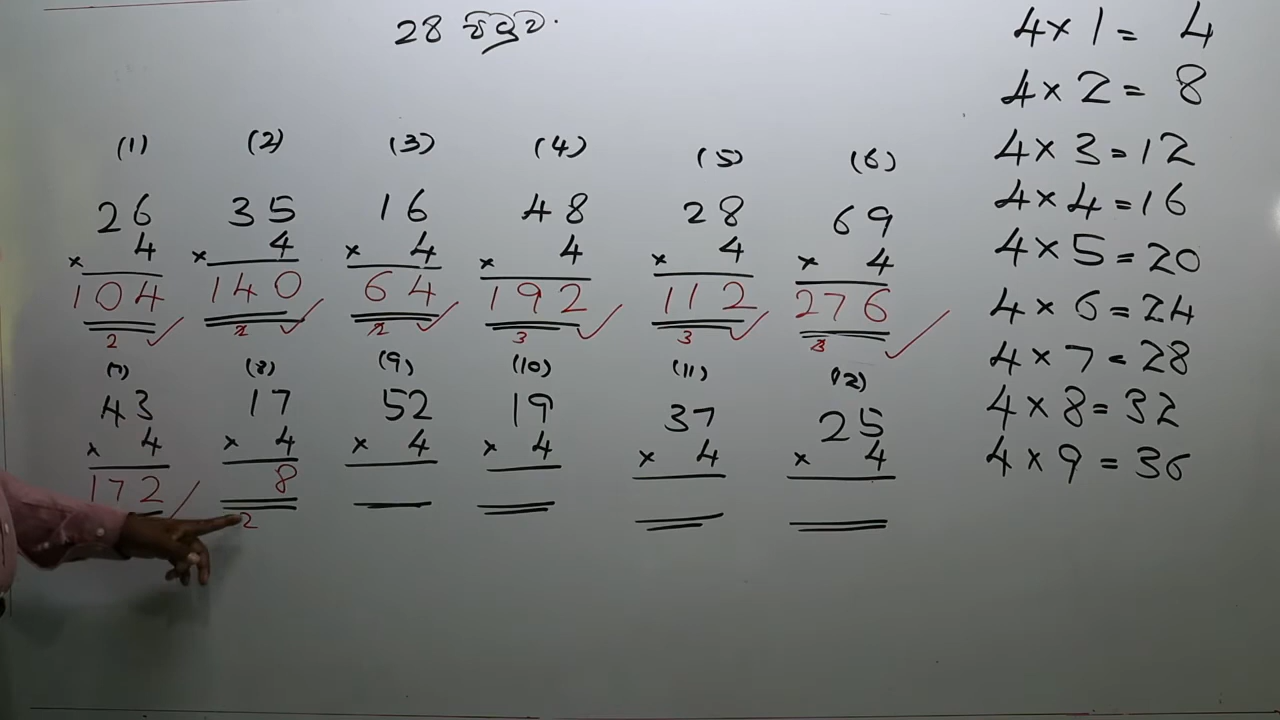 28
(1) (2) (3) (4) (5) (6)
26 35 16 48 28 69
× 4 × 4 × 4 × 4 × 4 × 4
104 140 64 192 112 276
2 2 2 3 3 3
(7) (8) (9) (10) (11) (12)
43 17 52 19 37 25
× 4 × 4 × 4 × 4 × 4 × 4
172 8
2
4 × 1 = 4
4 × 2 = 8
4 × 3 = 12
4 × 4 = 16
4 × 5 = 20
4 × 6 = 24
4 × 7 = 28
4 × 8 = 32
4 × 9 = 36